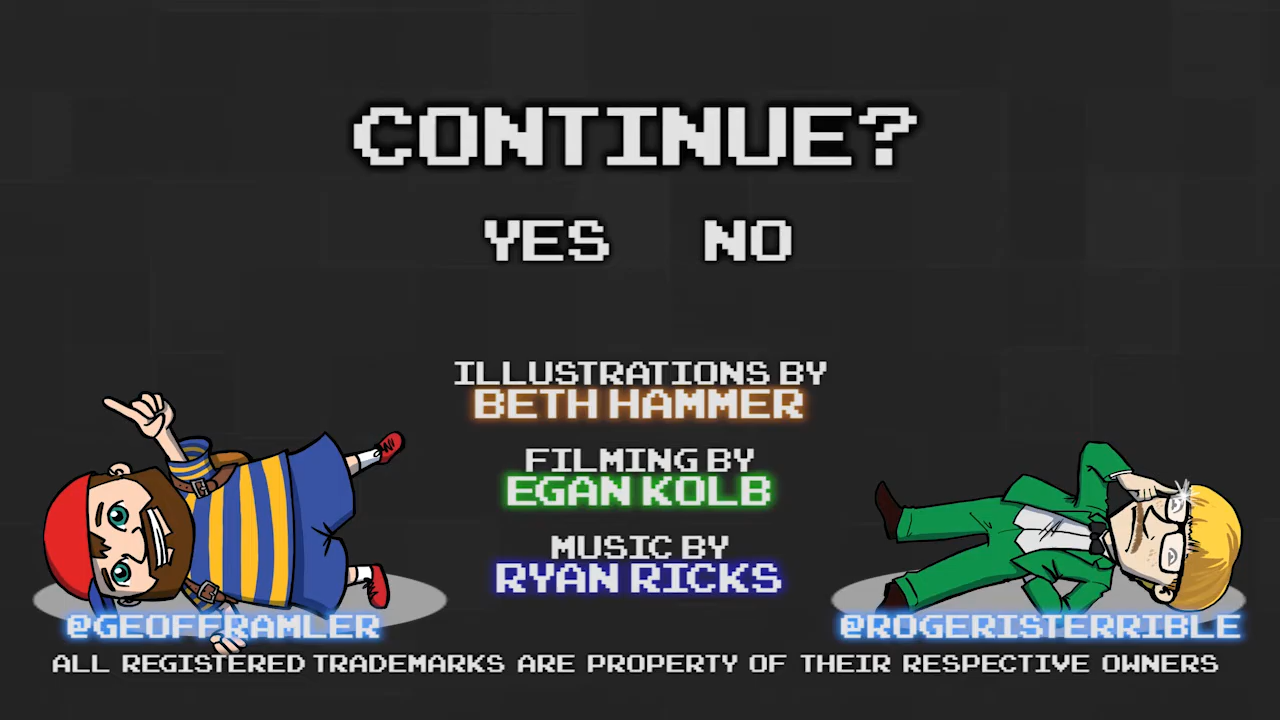 CONTINUE?
YES NO
ILLUSTRATIONS BY
BETH HAMMER
FILMING BY
EGAN KOLB
MUSIC BY
RYAN RICKS
@GEOFFRAMLER
@ROGERISTERRIBLE
ALL REGISTERED TRADEMARKS ARE PROPERTY OF THEIR RESPECTIVE OWNERS